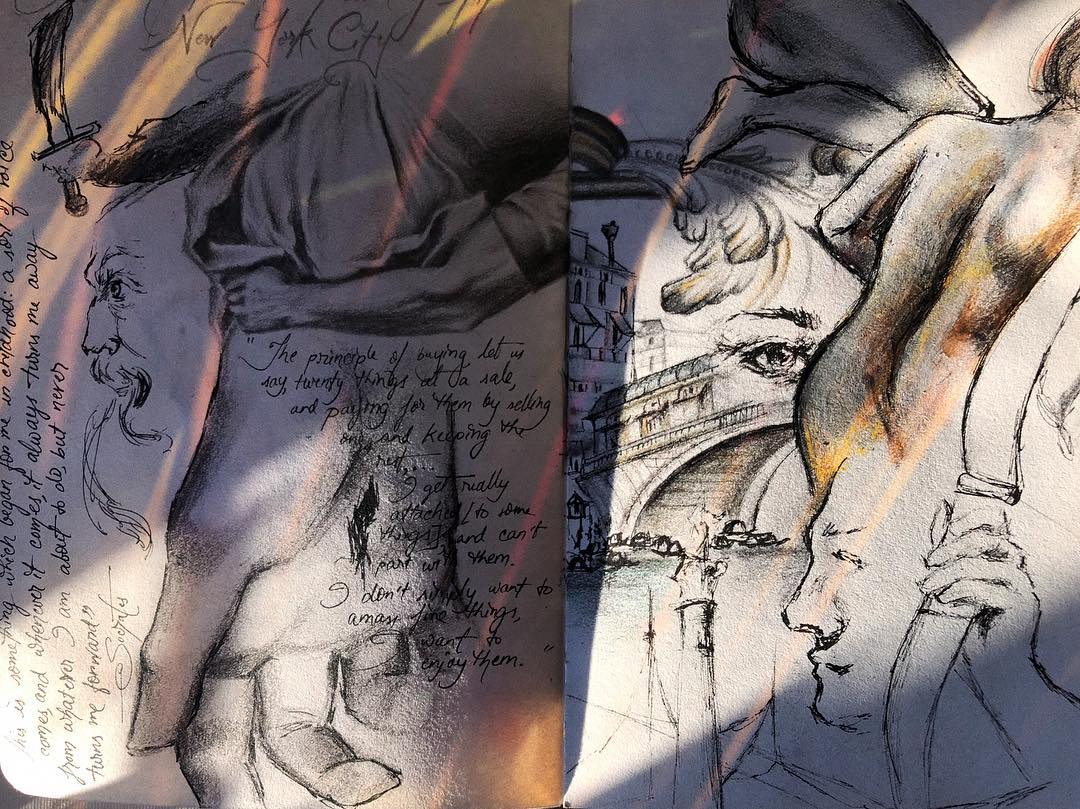 New York City
"The principle of buying let us
say, twenty things at a sale,
and paying for them by selling
one, and keeping the
rest....
I get really
attached [to some
things] and can't
part with them.
I don't simply want to
amass fine things,
I want to
enjoy them."
This is something which began for me in childhood: a sort of voice
comes, and whenever it comes, it always turns me away
from whatever I am about to do, but never
turns me forward"
Socrates